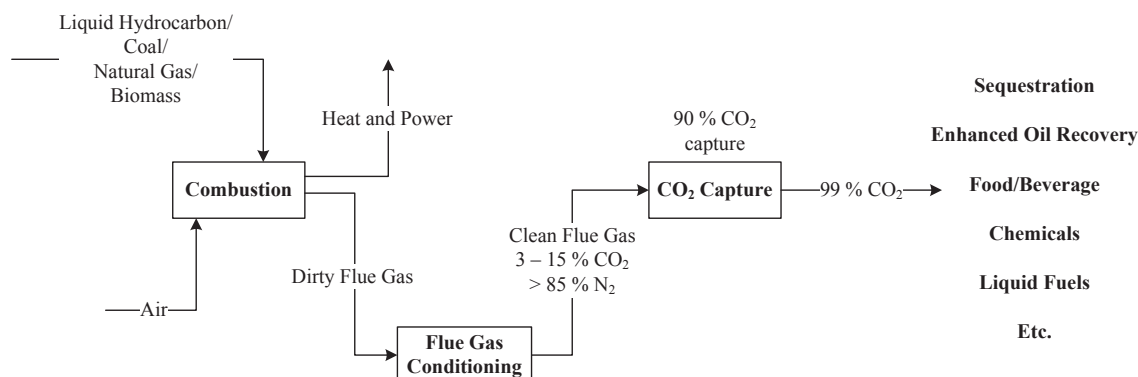 Liquid Hydrocarbon/
Coal/
Natural Gas/
Biomass
Heat and Power
Combustion
Air
Dirty Flue Gas
Flue Gas
Conditioning
Clean Flue Gas
3 – 15 % CO₂
> 85 % N₂
90 % CO₂
capture
CO₂ Capture
99 % CO₂
Sequestration
Enhanced Oil Recovery
Food/Beverage
Chemicals
Liquid Fuels
Etc.